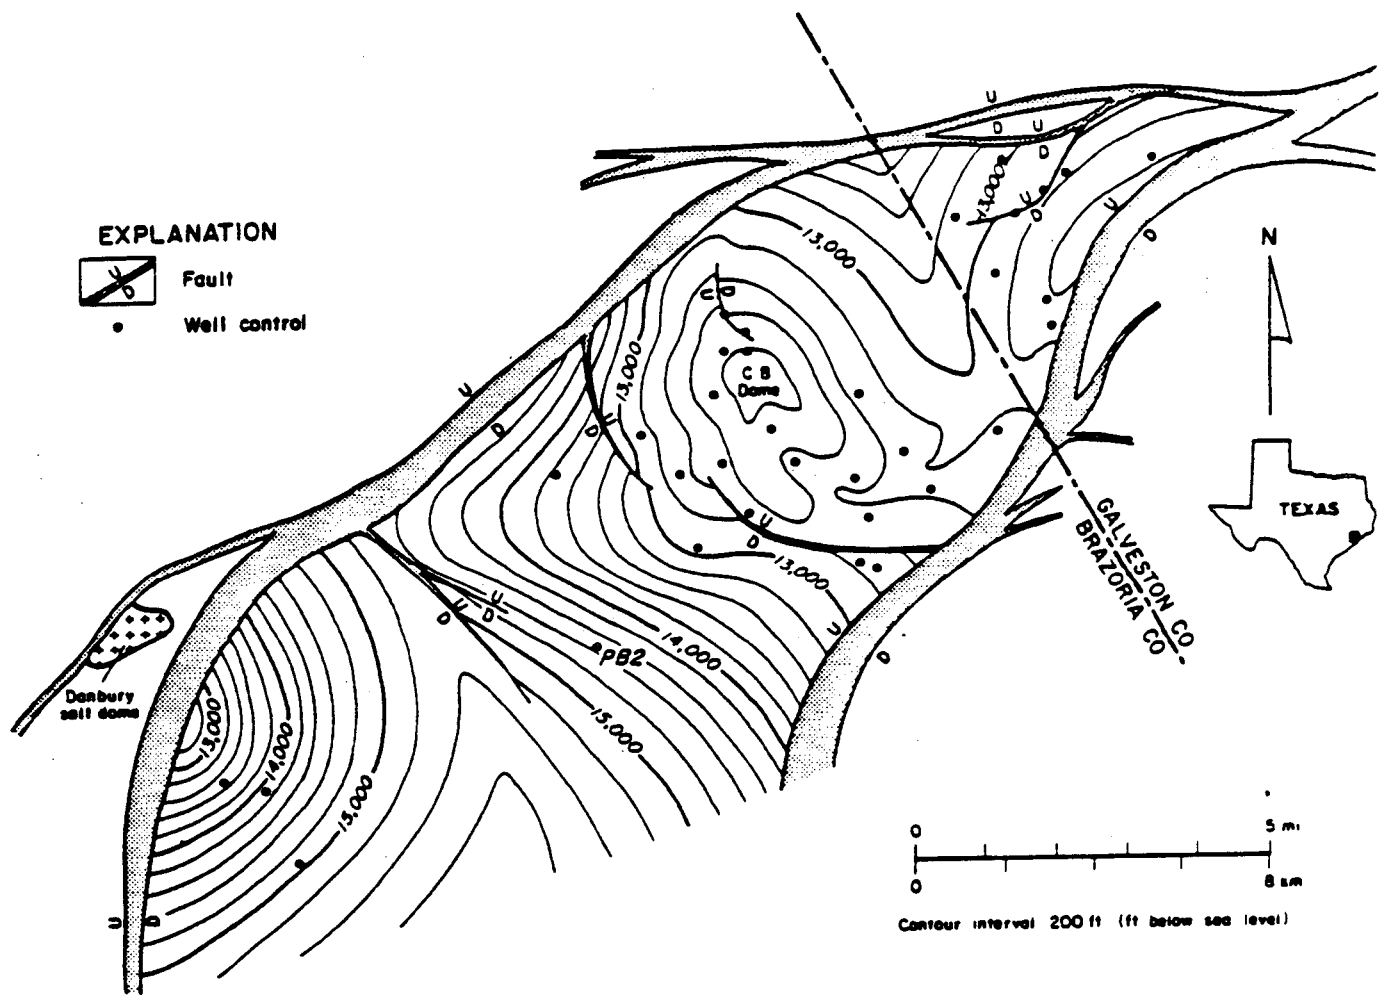 U
D
U
D
13,000
U
D
U
D
13,000
N
EXPLANATION
U
D
Fault
Well control
U D
C B
Dome
13,000
U
D
U
D
TEXAS
GALVESTON CO
BRAZORIA CO
U
D
13,000
U
D
U
D
U
D
14,000
PB2
Danbury
salt dome
13,000
14,000
15,000
15,000
0
5 mi
0
8 km
U D
Contour interval 200 ft (ft below sea level)